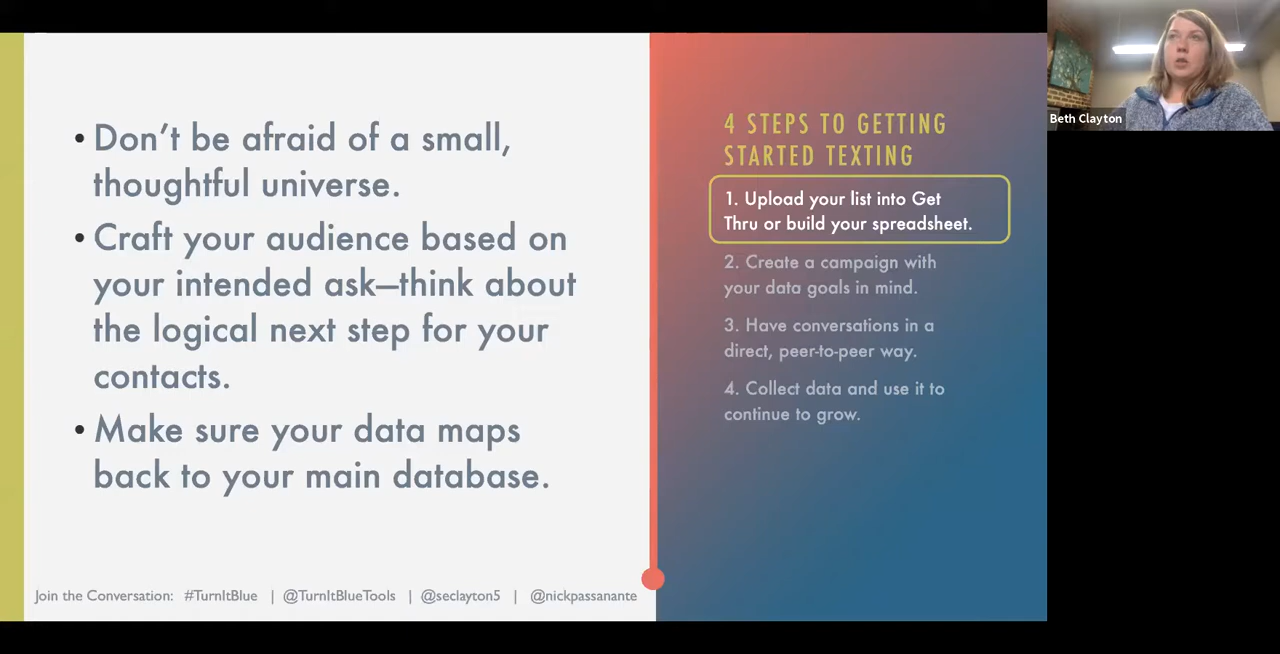 • Don’t be afraid of a small,
thoughtful universe.
• Craft your audience based on
your intended ask—think about
the logical next step for your
contacts.
• Make sure your data maps
back to your main database.
Join the Conversation: #TurnItBlue | @TurnItBlueTools | @seclayton5 | @nickpassanante
4 STEPS TO GETTING
STARTED TEXTING
1. Upload your list into Get
Thru or build your spreadsheet.
2. Create a campaign with
your data goals in mind.
3. Have conversations in a
direct, peer-to-peer way.
4. Collect data and use it to
continue to grow.
Beth Clayton